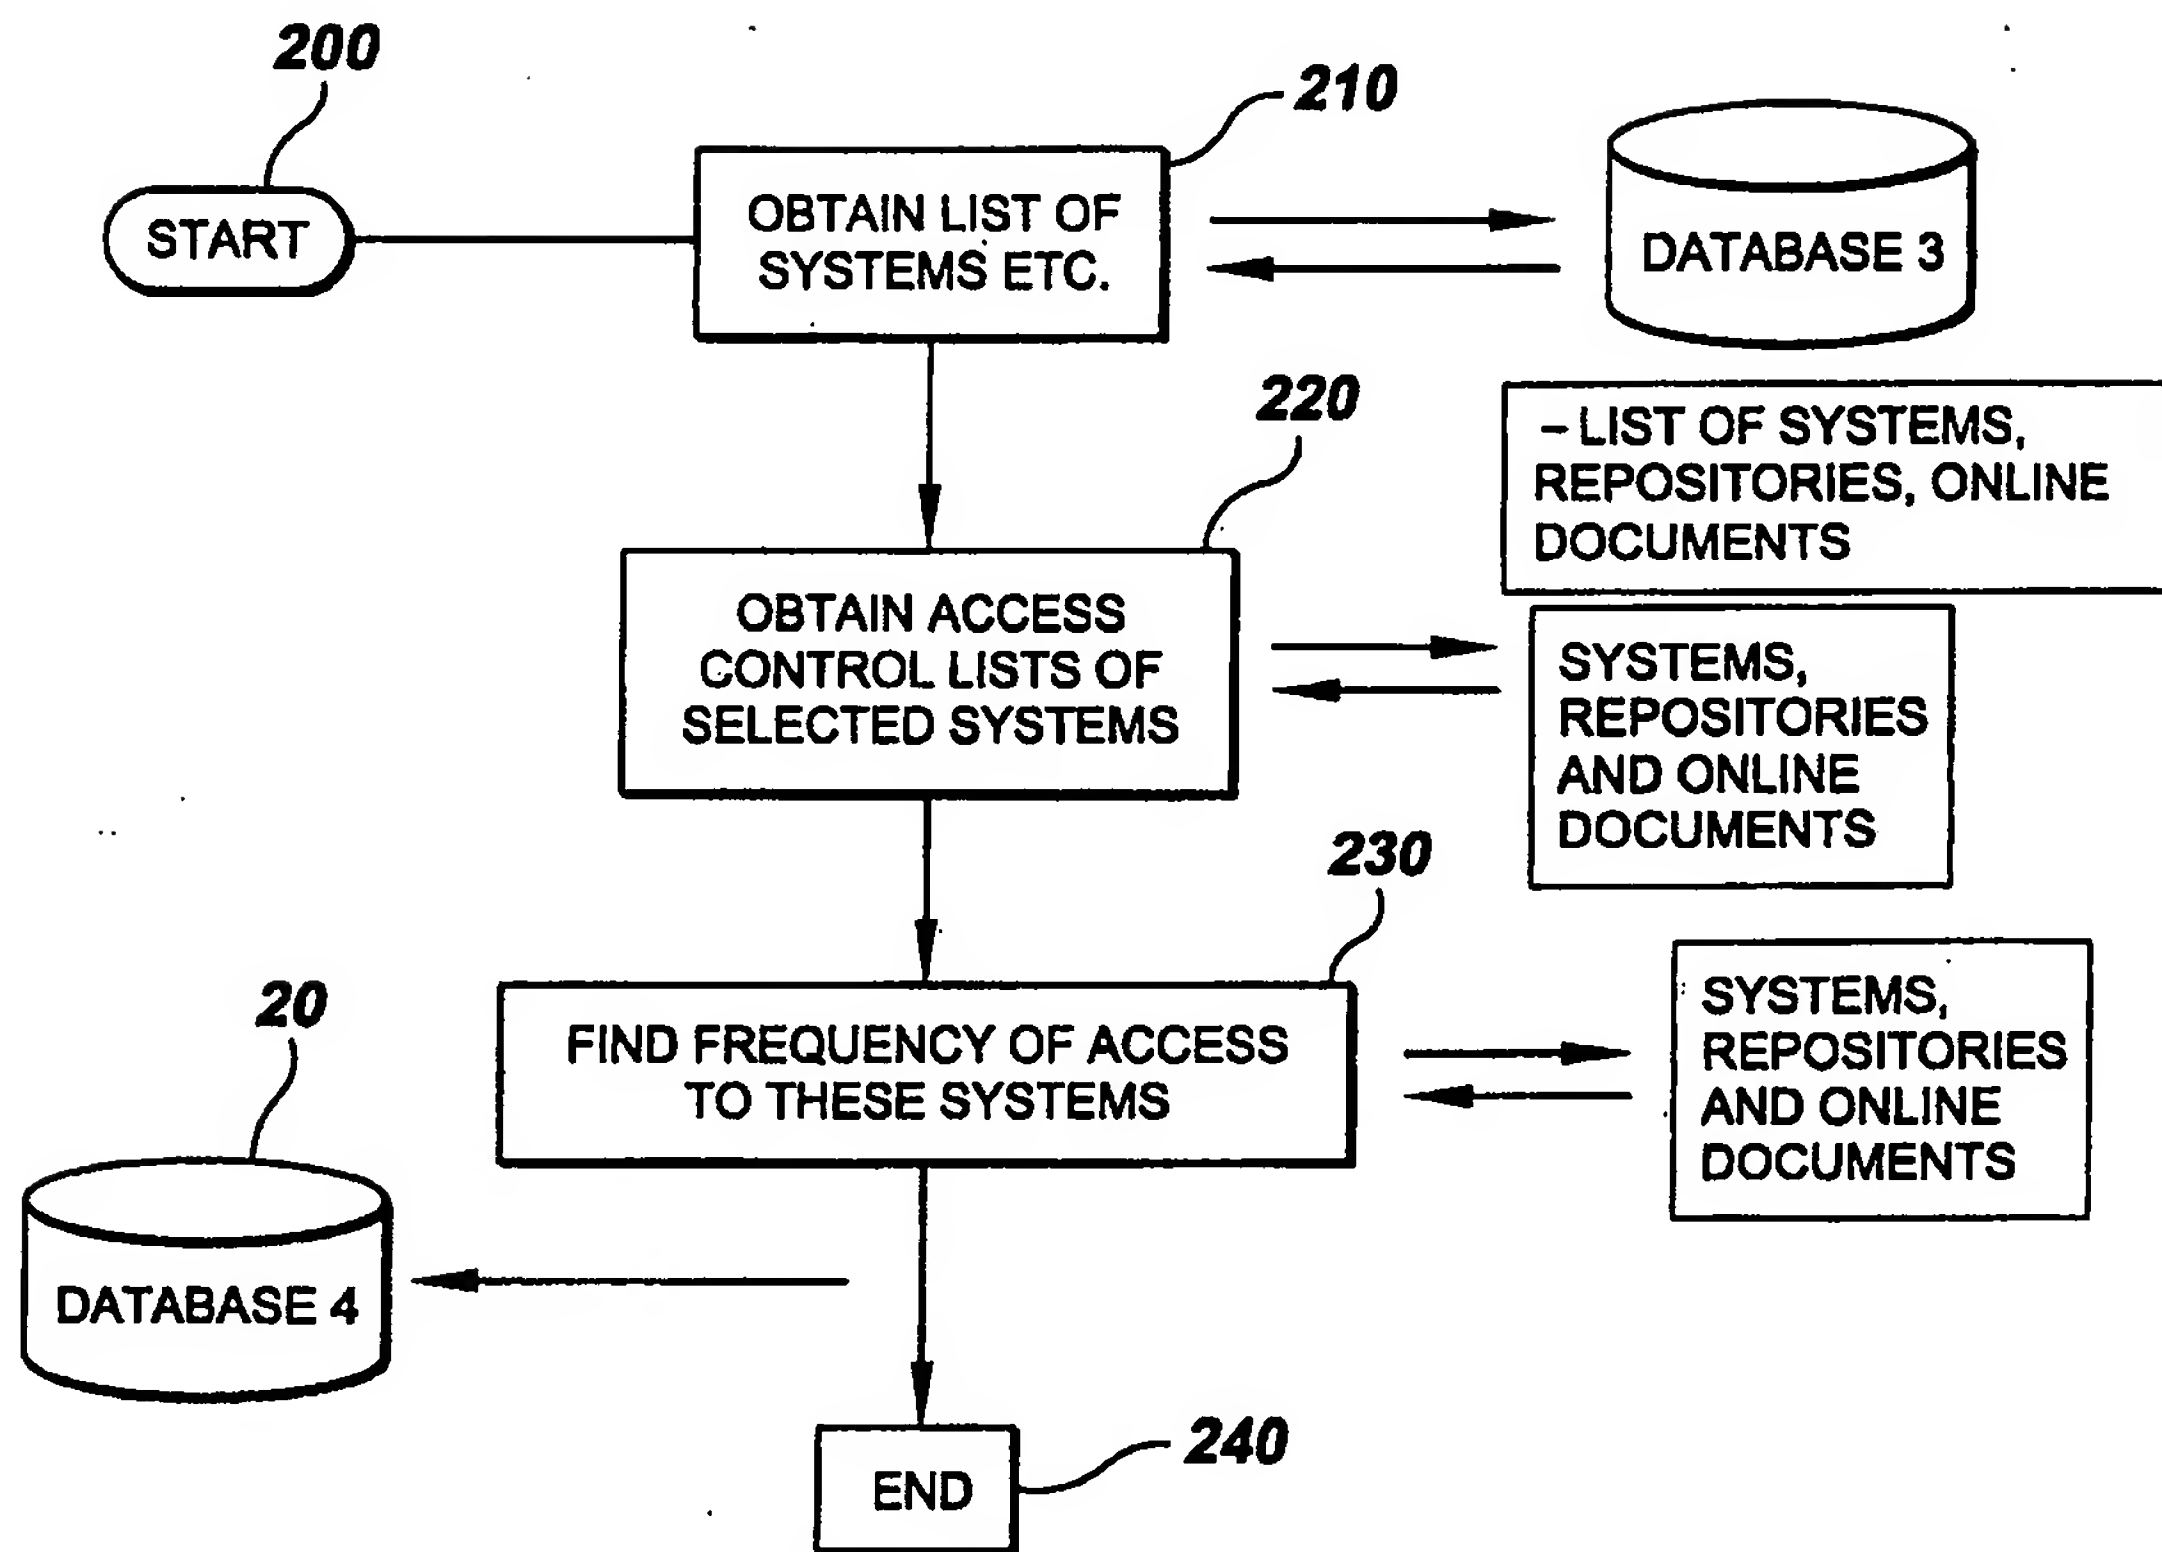 200
START
210
OBTAIN LIST OF
SYSTEMS ETC.
DATABASE 3
– LIST OF SYSTEMS,
REPOSITORIES, ONLINE
DOCUMENTS
220
OBTAIN ACCESS
CONTROL LISTS OF
SELECTED SYSTEMS
SYSTEMS,
REPOSITORIES
AND ONLINE
DOCUMENTS
230
FIND FREQUENCY OF ACCESS
TO THESE SYSTEMS
SYSTEMS,
REPOSITORIES
AND ONLINE
DOCUMENTS
20
DATABASE 4
END
240